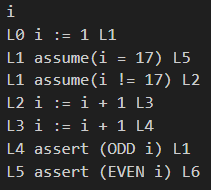 i
L0 i := 1 L1
L1 assume(i = 17) L5
L1 assume(i != 17) L2
L2 i := i + 1 L3
L3 i := i + 1 L4
L4 assert (ODD i) L1
L5 assert (EVEN i) L6